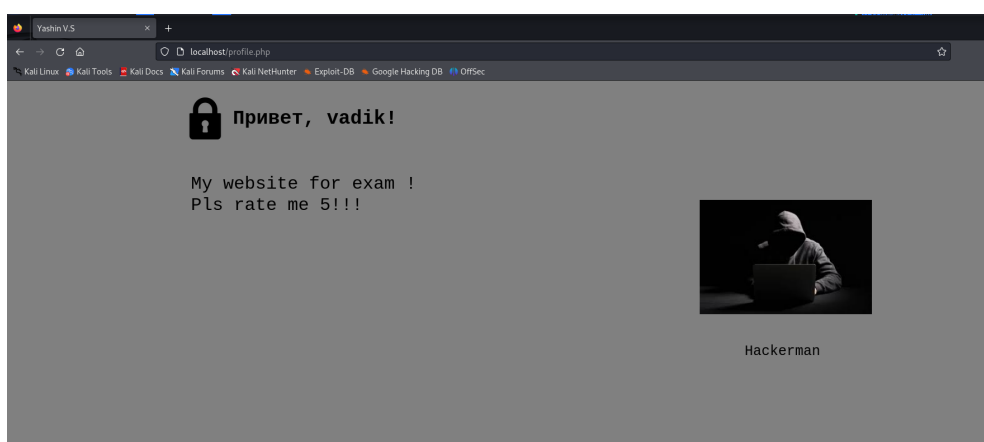 Yashin V.S
localhost/profile.php
Kali Linux Kali Tools Kali Docs Kali Forums Kali NetHunter Exploit-DB Google Hacking DB OffSec
Привет, vadik!
My website for exam !
Pls rate me 5!!!
Hackerman